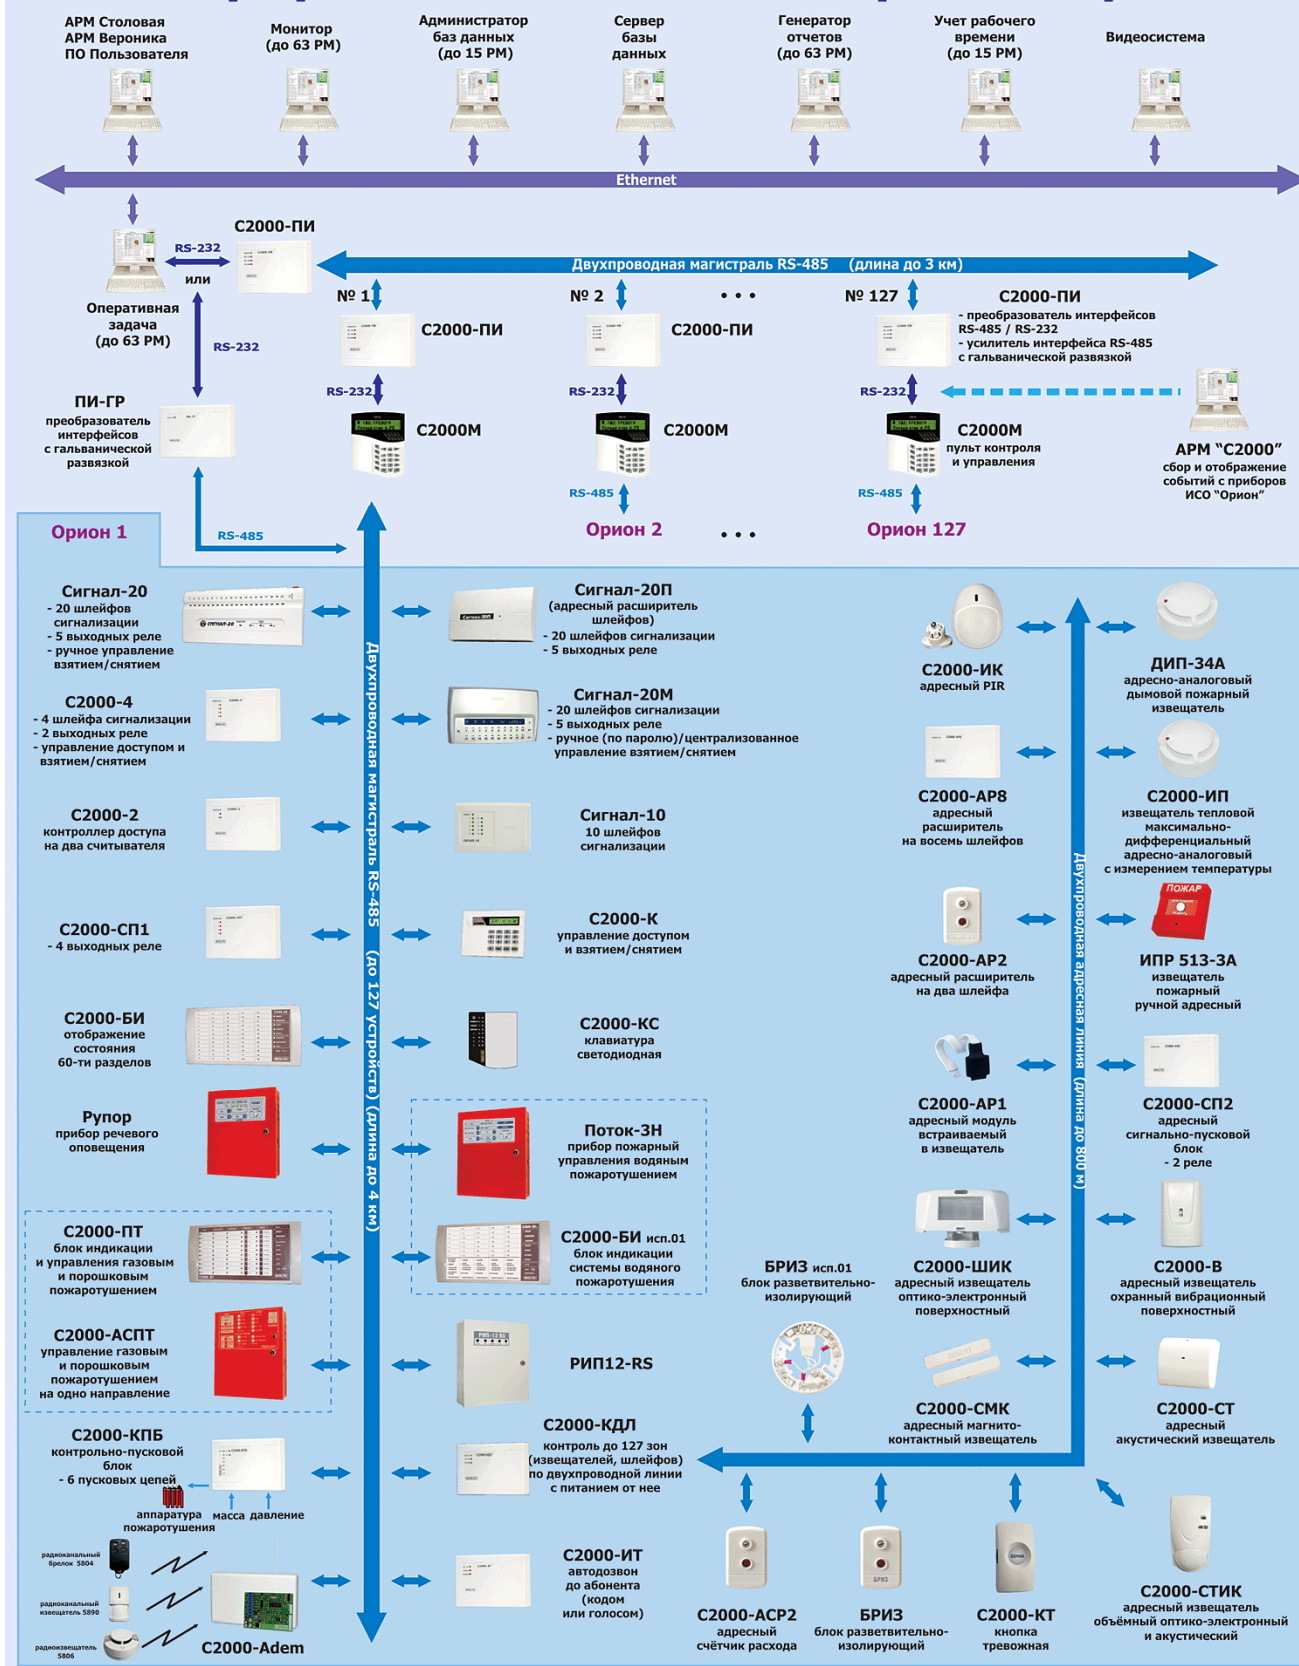 АРМ Столовая
АРМ Вероника
ПО Пользователя
Монитор
(до 63 РМ)
Администратор
баз данных
(до 15 РМ)
Сервер
базы
данных
Генератор
отчетов
(до 63 РМ)
Учет рабочего
времени
(до 15 РМ)
Видеосистема
Ethernet
С2000-ПИ
RS-232
или
Оперативная
задача
(до 63 РМ)
RS-232
Двухпроводная магистраль RS-485 (длина до 3 км)
№ 1
№ 2
• • •
№ 127
С2000-ПИ
С2000-ПИ
С2000-ПИ
- преобразователь интерфейсов
RS-485 / RS-232
- усилитель интерфейса RS-485
с гальванической развязкой
RS-232
RS-232
RS-232
ПИ-ГР
преобразователь
интерфейсов
с гальванической
развязкой
С2000М
С2000М
С2000М
пульт контроля
и управления
АРМ “С2000”
сбор и отображение
событий с приборов
ИСО “Орион”
RS-485
RS-485
RS-485
Орион 1
Орион 2
• • •
Орион 127
Двухпроводная магистраль RS-485 (до 127 устройств) (длина до 4 км)
Сигнал-20
- 20 шлейфов
сигнализации
- 5 выходных реле
- ручное управление
взятием/снятием
СИГНАЛ-20
Сигнал-20П
(адресный расширитель
шлейфов)
- 20 шлейфов сигнализации
- 5 выходных реле
Сигнал-20П
С2000-4
- 4 шлейфа сигнализации
- 2 выходных реле
- управление доступом и
взятием/снятием
Сигнал-20М
- 20 шлейфов сигнализации
- 5 выходных реле
- ручное (по паролю)/централизованное
управление взятием/снятием
С2000-2
контроллер доступа
на два считывателя
Сигнал-10
10 шлейфов
сигнализации
С2000-СП1
- 4 выходных реле
С2000-К
управление доступом
и взятием/снятием
С2000-БИ
отображение
состояния
60-ти разделов
С2000-КС
клавиатура
светодиодная
Рупор
прибор речевого
оповещения
Поток-3Н
прибор пожарный
управления водяным
пожаротушением
С2000-ПТ
блок индикации
и управления газовым
и порошковым
пожаротушением
С2000-БИ исп.01
блок индикации
системы водяного
пожаротушения
С2000-АСПТ
управление газовым
и порошковым
пожаротушением
на одно направление
РИП-12 RS
РИП12-RS
С2000-КПБ
контрольно-пусковой
блок
- 6 пусковых цепей
аппаратура
пожаротушения
масса
давление
С2000-КДЛ
контроль до 127 зон
(извещателей, шлейфов)
по двухпроводной линии
с питанием от нее
радиоканальный
брелок 5804
радиоканальный
извещатель 5890
радиоизвещатель
5806
С2000-Adem
С2000-ИТ
автодозвон
до абонента
(кодом
или голосом)
Двухпроводная адресная линия (длина до 800 м)
С2000-ИК
адресный PIR
ДИП-34А
адресно-аналоговый
дымовой пожарный
извещатель
С2000-АР8
адресный
расширитель
на восемь шлейфов
С2000-ИП
извещатель тепловой
максимально-
дифференциальный
адресно-аналоговый
с измерением температуры
С2000-АР2
адресный расширитель
на два шлейфа
ПОЖАР
ИПР 513-3А
извещатель
пожарный
ручной адресный
С2000-АР1
адресный модуль
встраиваемый
в извещатель
С2000-СП2
адресный
сигнально-пусковой
блок
- 2 реле
БРИЗ исп.01
блок разветвительно-
изолирующий
С2000-ШИК
адресный извещатель
оптико-электронный
поверхностный
С2000-В
адресный извещатель
охранный вибрационный
поверхностный
С2000-СМК
адресный магнито-
контактный извещатель
С2000-СТ
адресный
акустический извещатель
С2000-АСР2
адресный
счётчик расхода
БРИЗ
БРИЗ
блок разветвительно-
изолирующий
С2000-КТ
кнопка
тревожная
С2000-СТИК
адресный извещатель
объёмный оптико-электронный
и акустический